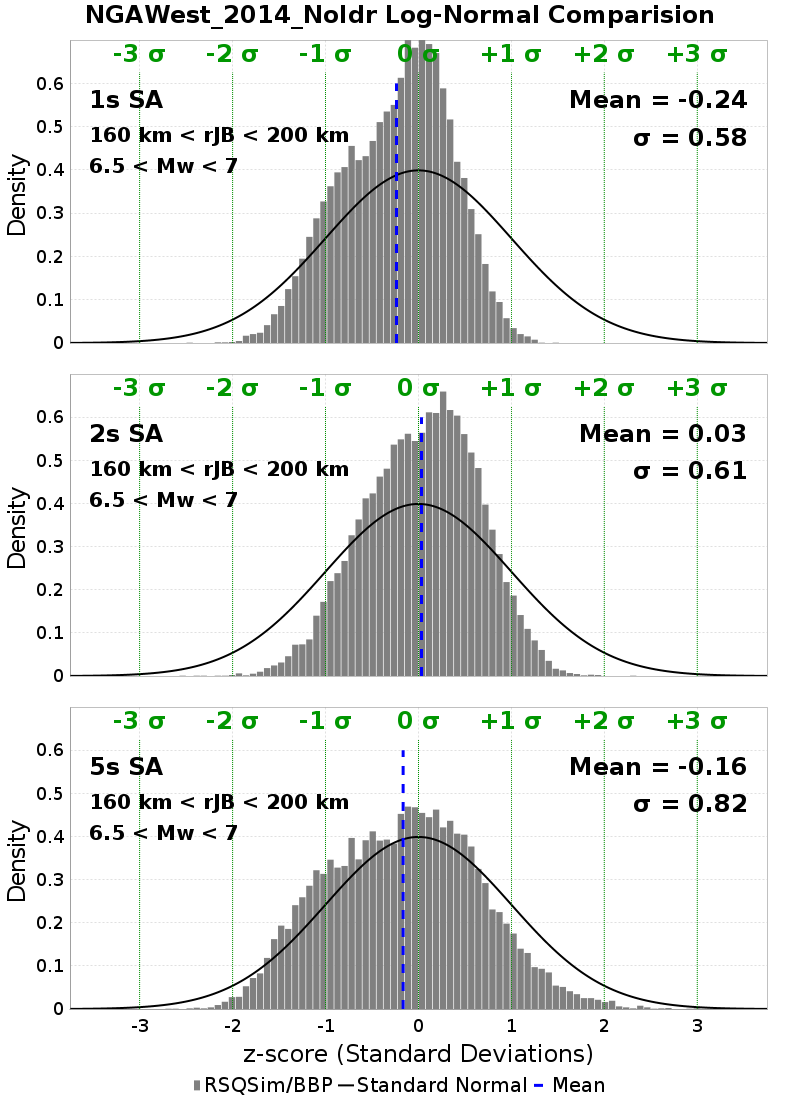 NGAWest_2014_NoIdr Log-Normal Comparision
-3 σ -2 σ -1 σ 0 σ +1 σ +2 σ +3 σ
1s SA
Mean = -0.24
160 km < rJB < 200 km
σ = 0.58
6.5 < Mw < 7
Density
0.6
0.5
0.4
0.3
0.2
0.1
0
-3 σ -2 σ -1 σ 0 σ +1 σ +2 σ +3 σ
2s SA
Mean = 0.03
160 km < rJB < 200 km
σ = 0.61
6.5 < Mw < 7
Density
0.6
0.5
0.4
0.3
0.2
0.1
0
-3 σ -2 σ -1 σ 0 σ +1 σ +2 σ +3 σ
5s SA
Mean = -0.16
160 km < rJB < 200 km
σ = 0.82
6.5 < Mw < 7
Density
0.6
0.5
0.4
0.3
0.2
0.1
0
-3 -2 -1 0 1 2 3
z-score (Standard Deviations)
RSQSim/BBP Standard Normal Mean